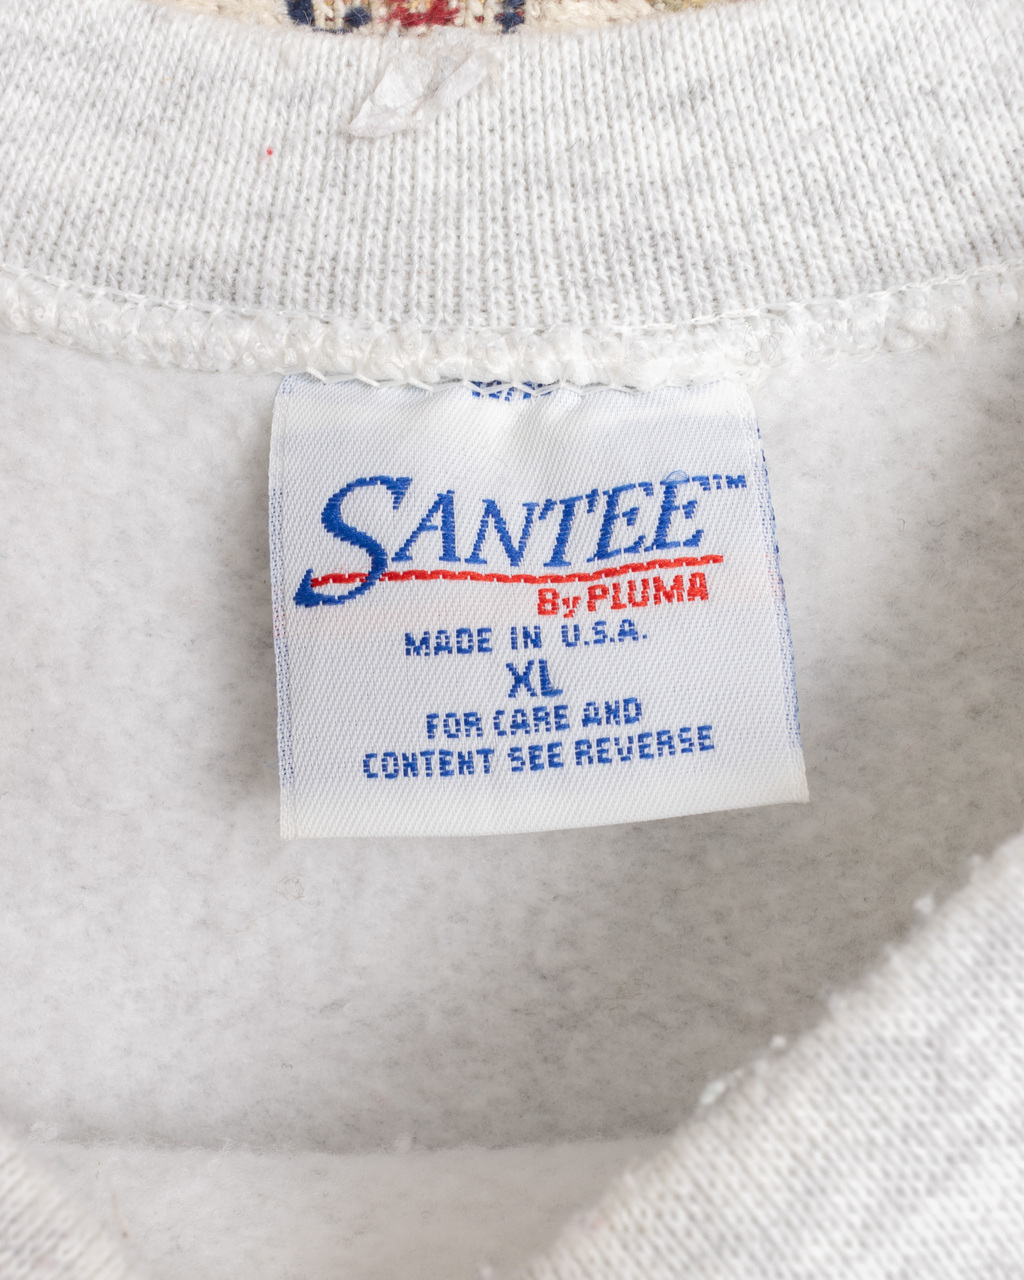 SANTEE™
By PLUMA
MADE IN U.S.A.
XL
FOR CARE AND
CONTENT SEE REVERSE